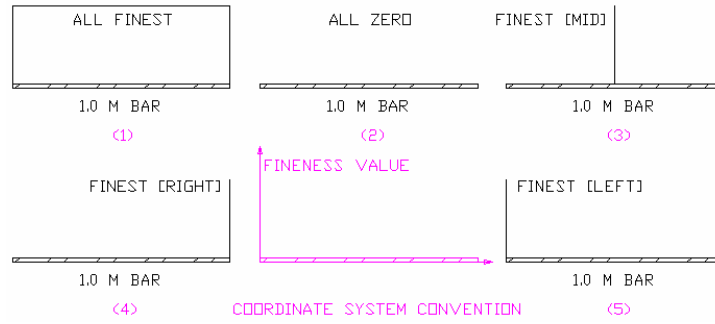 ALL FINEST
ALL ZERO
FINEST [MID]
1.0 M BAR
1.0 M BAR
1.0 M BAR
(1)
(2)
(3)
FINENESS VALUE
FINEST [RIGHT]
FINEST [LEFT]
1.0 M BAR
1.0 M BAR
(4)
COORDINATE SYSTEM CONVENTION
(5)